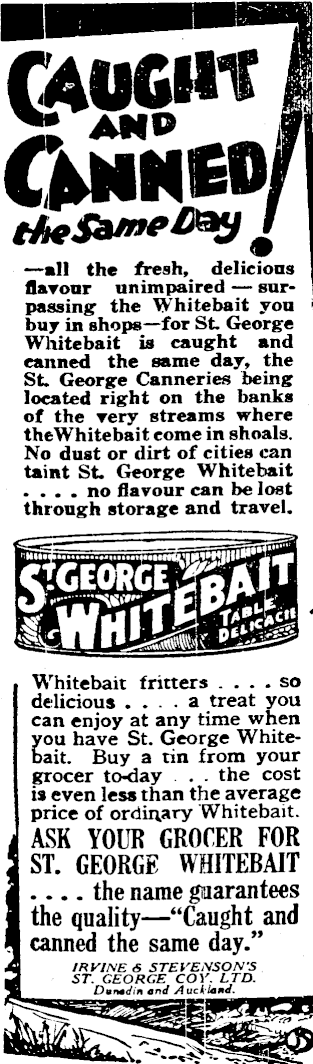 CAUGHT
AND
CANNED!
the Same Day
—all the fresh, delicious
flavour unimpaired — sur-
passing the Whitebait you
buy in shops—for St. George
Whitebait is caught and
canned the same day, the
St. George Canneries being
located right on the banks
of the very streams where
the Whitebait come in shoals.
No dust or dirt of cities can
taint St. George Whitebait
. . . . no flavour can be lost
through storage and travel.
ST. GEORGE
WHITEBAIT
TABLE
DELICACIE
Whitebait fritters . . . . so
delicious . . . . a treat you
can enjoy at any time when
you have St. George White-
bait. Buy a tin from your
grocer to-day . . . the cost
is even less than the average
price of ordinary Whitebait.
ASK YOUR GROCER FOR
ST. GEORGE WHITEBAIT
. . . . the name guarantees
the quality—“Caught and
canned the same day.”
IRVINE & STEVENSON'S
ST. GEORGE COY. LTD.
Dunedin and Auckland.